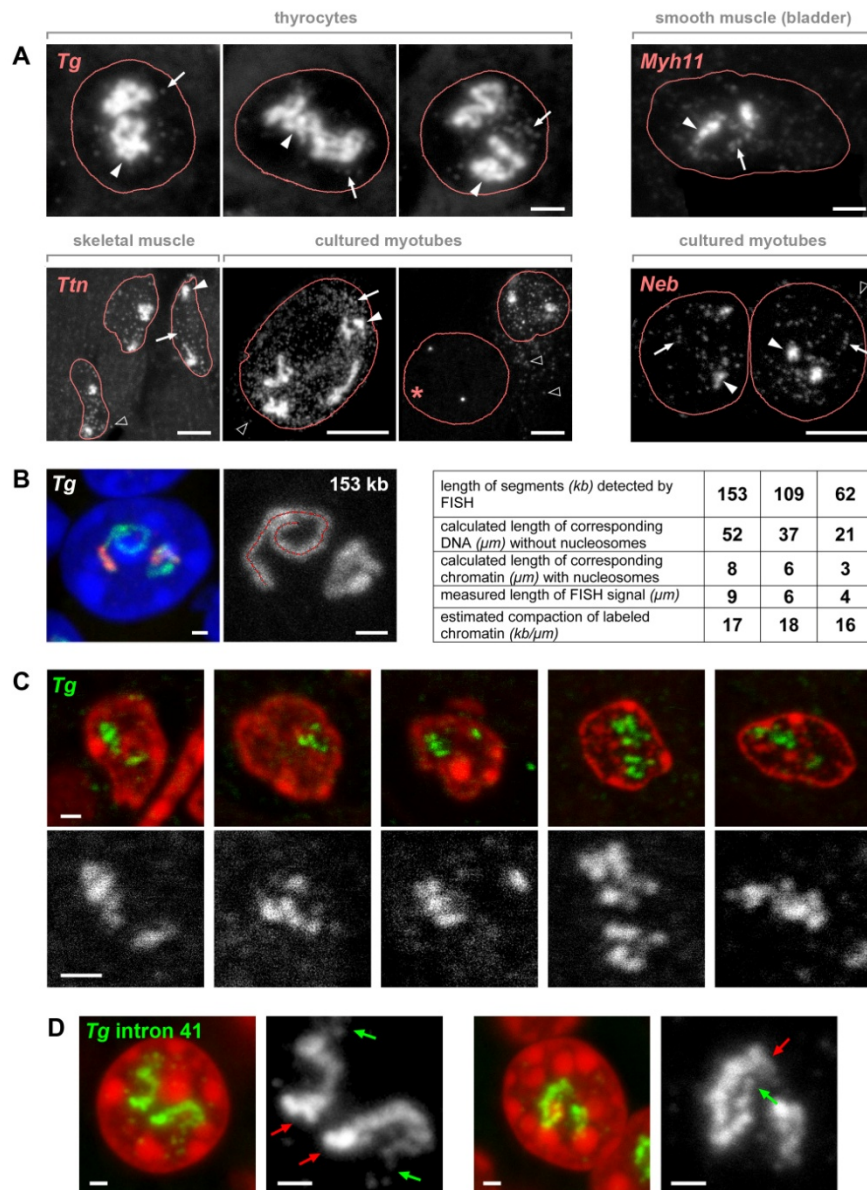 thyrocytes
smooth muscle (bladder)
A
Tg
Myh11
skeletal muscle
cultured myotubes
cultured myotubes
Ttn
*
Neb
B
Tg
153 kb
length of segments (kb) detected by
FISH
153 109 62
calculated length of corresponding
DNA (μm) without nucleosomes
52 37 21
calculated length of corresponding
chromatin (μm) with nucleosomes
8 6 3
measured length of FISH signal (μm)
9 6 4
estimated compaction of labeled
chromatin (kb/μm)
17 18 16
C
Tg
D
Tg intron 41